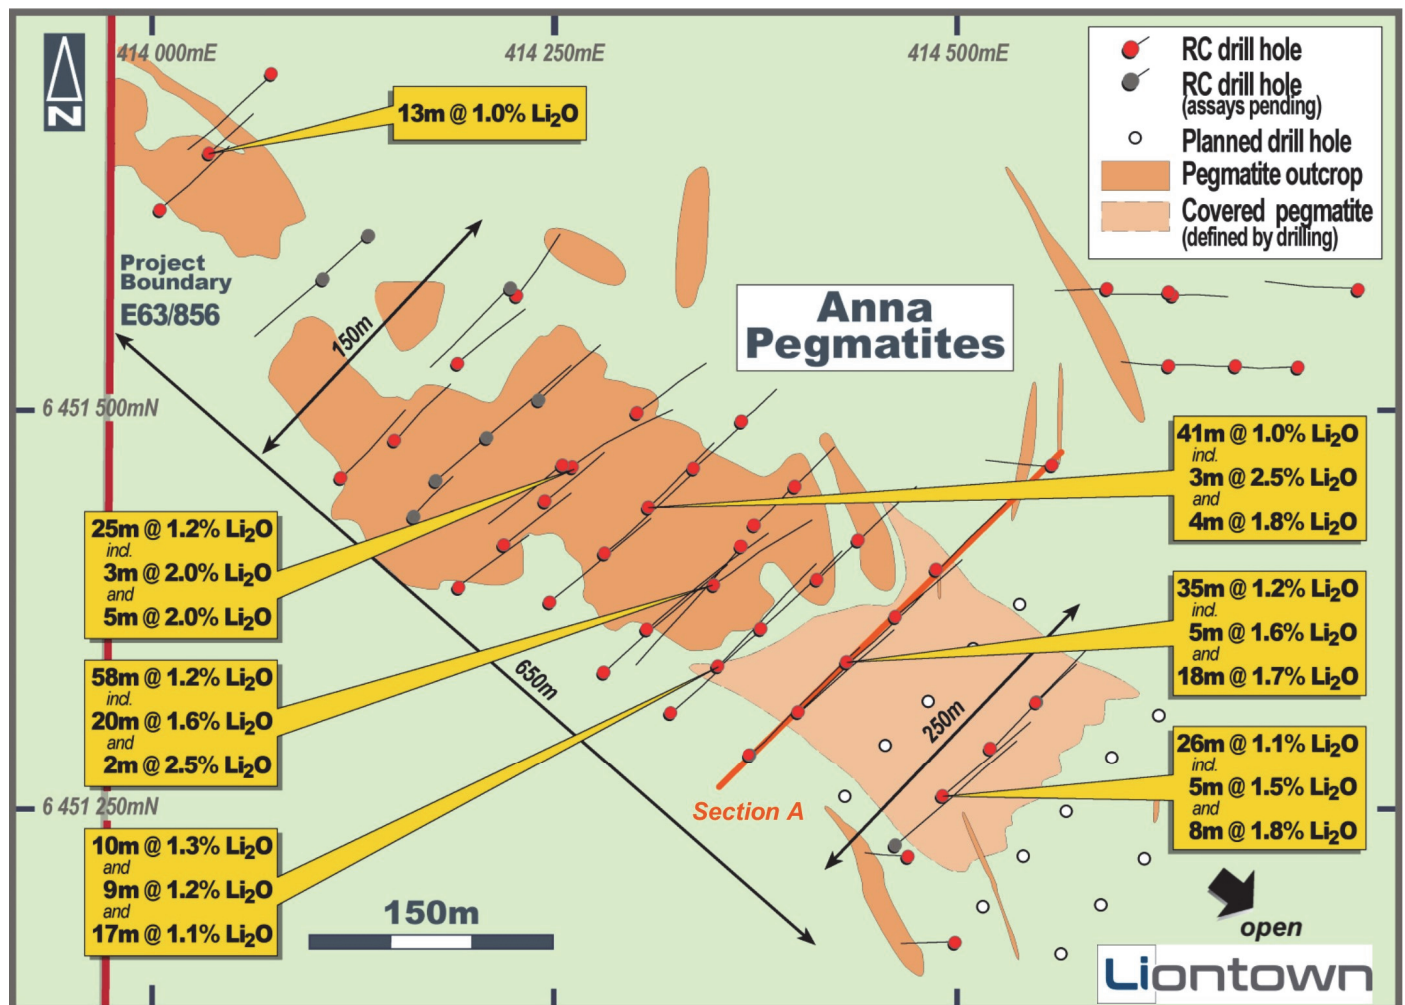 414 000mE
414 250mE
414 500mE
N
RC drill hole
RC drill hole
(assays pending)
Planned drill hole
Pegmatite outcrop
Covered pegmatite
(defined by drilling)
13m @ 1.0% Li₂O
Project
Boundary
E63/856
150m
Anna
Pegmatites
6 451 500mN
41m @ 1.0% Li₂O
incl.
3m @ 2.5% Li₂O
and
4m @ 1.8% Li₂O
25m @ 1.2% Li₂O
incl.
3m @ 2.0% Li₂O
and
5m @ 2.0% Li₂O
35m @ 1.2% Li₂O
incl.
5m @ 1.6% Li₂O
and
18m @ 1.7% Li₂O
58m @ 1.2% Li₂O
incl.
20m @ 1.6% Li₂O
and
2m @ 2.5% Li₂O
650m
250m
26m @ 1.1% Li₂O
incl.
5m @ 1.5% Li₂O
and
8m @ 1.8% Li₂O
6 451 250mN
Section A
10m @ 1.3% Li₂O
and
9m @ 1.2% Li₂O
and
17m @ 1.1% Li₂O
150m
open
Liontown